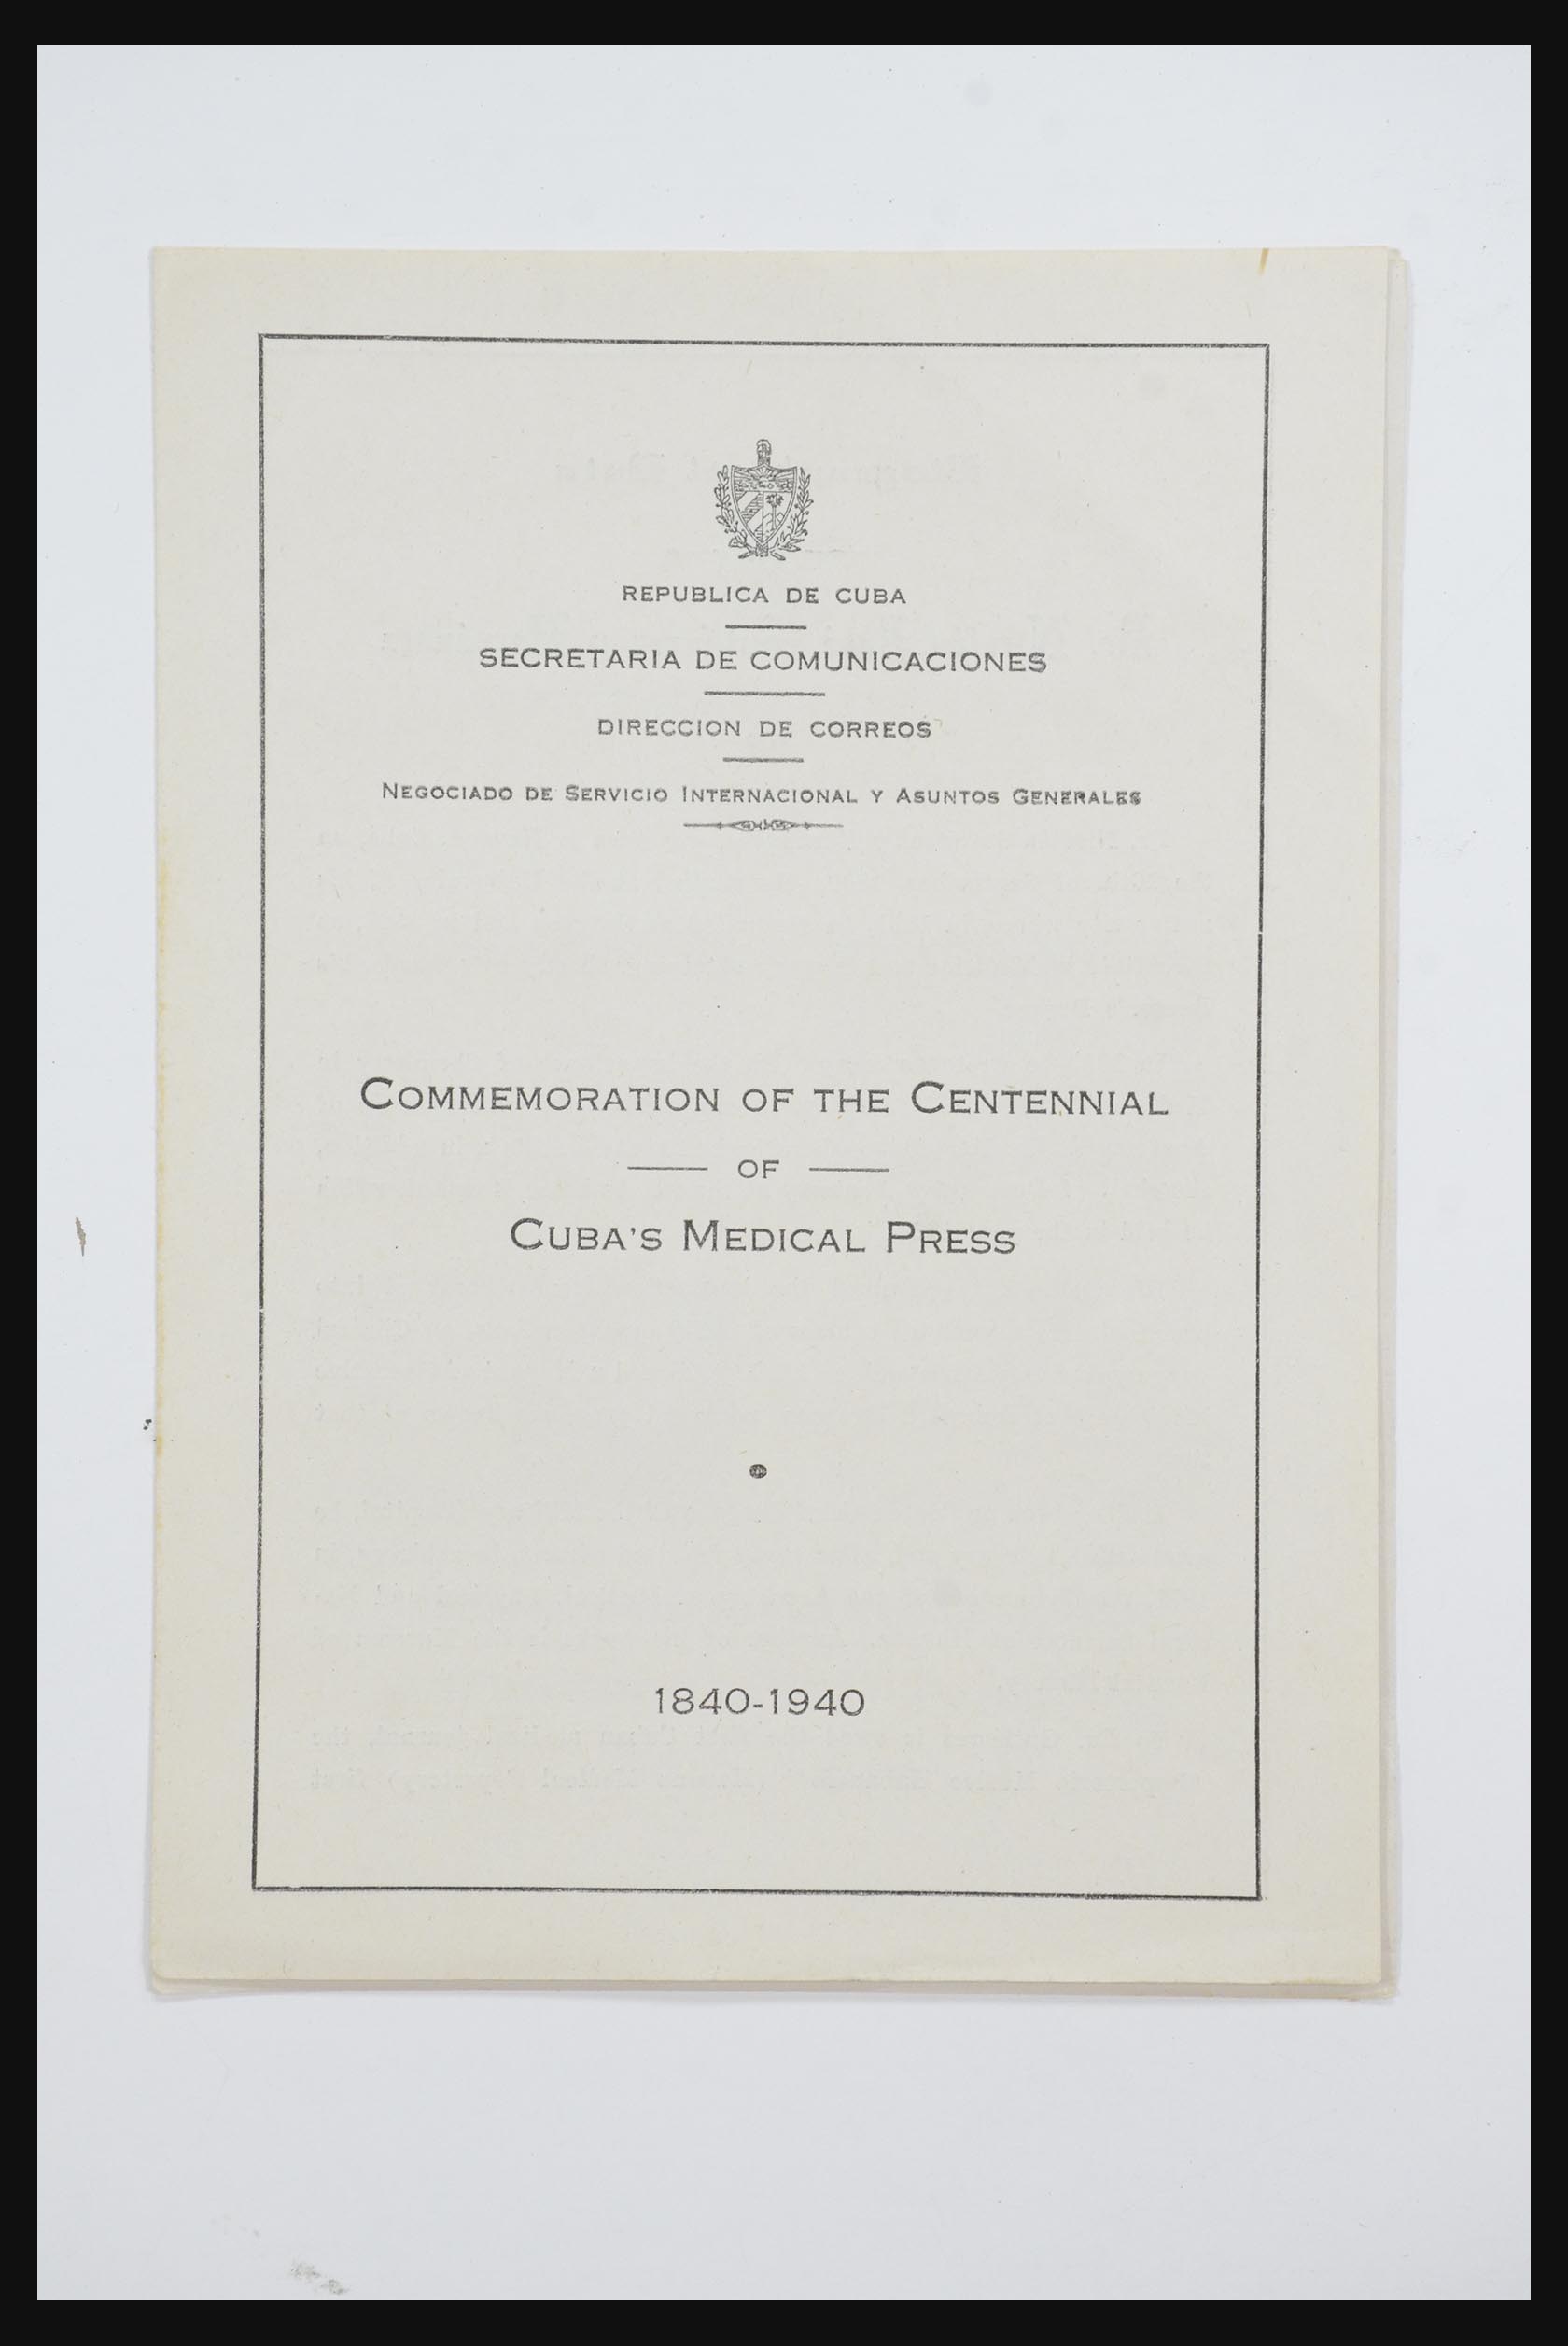 REPUBLICA DE CUBA
SECRETARIA DE COMUNICACIONES
DIRECCION DE CORREOS
NEGOCIADO DE SERVICIO INTERNACIONAL Y ASUNTOS GENERALES
COMMEMORATION OF THE CENTENNIAL
OF
CUBA'S MEDICAL PRESS
1840-1940